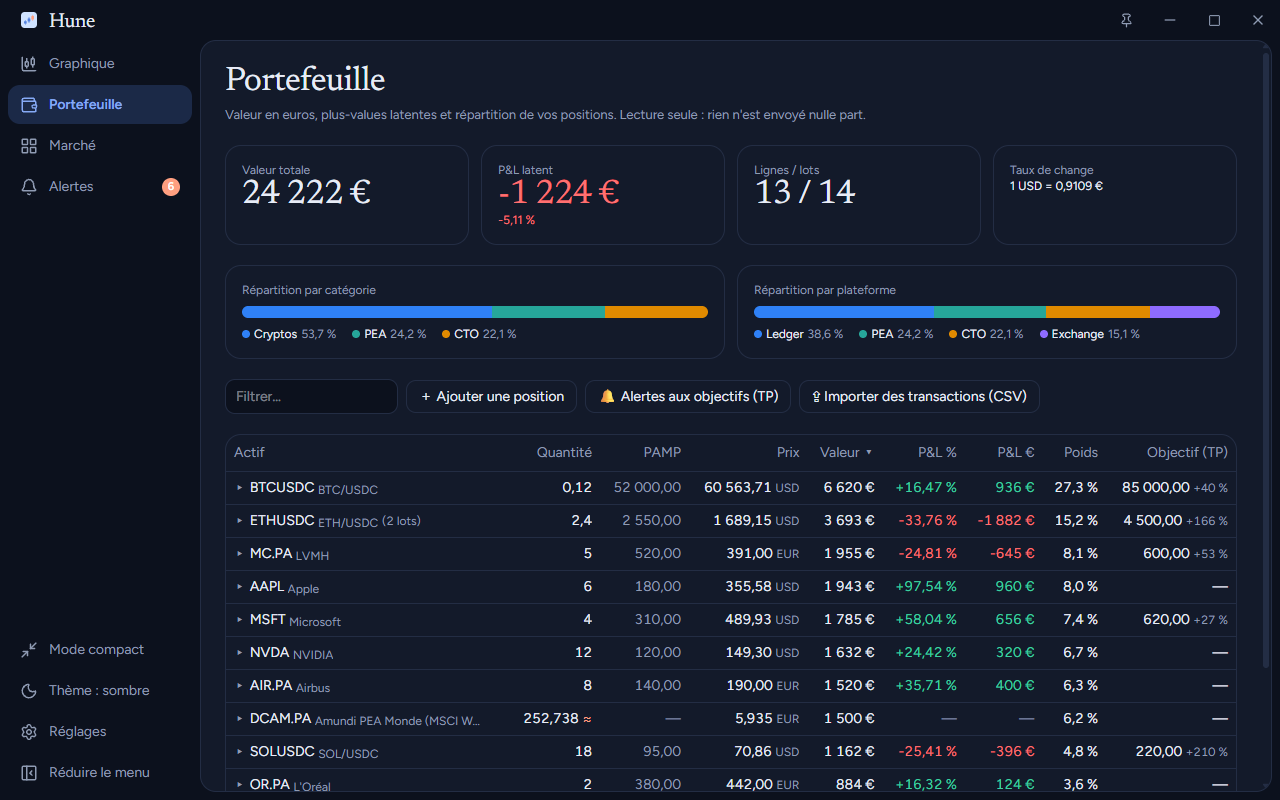 Hune
Graphique
Portefeuille
Marché
Alertes 6
Mode compact
Thème : sombre
Réglages
Réduire le menu
Portefeuille
Valeur en euros, plus-values latentes et répartition de vos positions. Lecture seule : rien n'est envoyé nulle part.
Valeur totale
24 222 €
P&L latent
-1 224 €
-5,11 %
Lignes / lots
13 / 14
Taux de change
1 USD = 0,9109 €
Répartition par catégorie
Cryptos 53,7 % PEA 24,2 % CTO 22,1 %
Répartition par plateforme
Ledger 38,6 % PEA 24,2 % CTO 22,1 % Exchange 15,1 %
Filtrer... + Ajouter une position 🔔 Alertes aux objectifs (TP) ⇪ Importer des transactions (CSV)
Actif Quantité PAMP Prix Valeur ▼ P&L % P&L € Poids Objectif (TP)
▸ BTCUSDC BTC/USDC 0,12 52 000,00 60 563,71 USD 6 620 € +16,47 % 936 € 27,3 % 85 000,00 +40 %
▸ ETHUSDC ETH/USDC (2 lots) 2,4 2 550,00 1 689,15 USD 3 693 € -33,76 % -1 882 € 15,2 % 4 500,00 +166 %
▸ MC.PA LVMH 5 520,00 391,00 EUR 1 955 € -24,81 % -645 € 8,1 % 600,00 +53 %
▸ AAPL Apple 6 180,00 355,58 USD 1 943 € +97,54 % 960 € 8,0 % —
▸ MSFT Microsoft 4 310,00 489,93 USD 1 785 € +58,04 % 656 € 7,4 % 620,00 +27 %
▸ NVDA NVIDIA 12 120,00 149,30 USD 1 632 € +24,42 % 320 € 6,7 % —
▸ AIR.PA Airbus 8 140,00 190,00 EUR 1 520 € +35,71 % 400 € 6,3 % —
▸ DCAM.PA Amundi PEA Monde (MSCI W... 252,738 ≈ — 5,935 EUR 1 500 € — — 6,2 % —
▸ SOLUSDC SOL/USDC 18 95,00 70,86 USD 1 162 € -25,41 % -396 € 4,8 % 220,00 +210 %
▸ OR.PA L'Oréal 2 380,00 442,00 EUR 884 € +16,32 % 124 € 3,6 % —